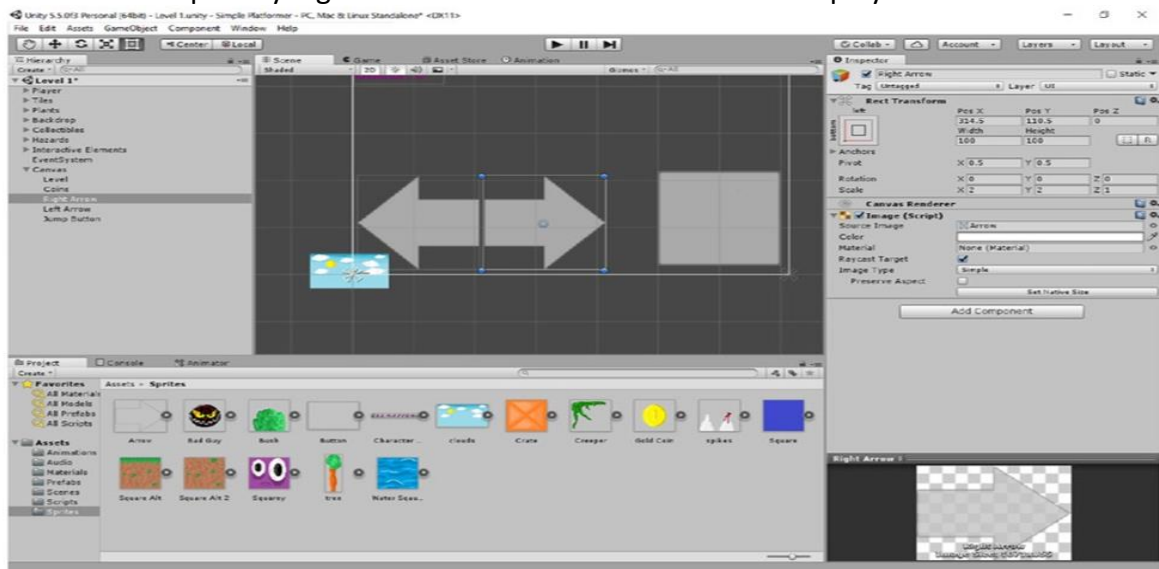 Unity 5.5.0f3 Personal (64bit) - Level 1.unity - Simple Platformer - PC, Mac & Linux Standalone* <DX11>
File Edit Assets GameObject Component Window Help
Center Local
Collab Account Layers Layout
Hierarchy
Create All
Level 1*
Player
Tiles
Plants
Backdrop
Collectibles
Hazards
Interactive Elements
EventSystem
Canvas
Level
Coins
Right Arrow
Left Arrow
Jump Button
Scene Game Asset Store Animation
Shaded 2D Gizmos All
Inspector
Right Arrow Static
Tag Untagged Layer UI
Rect Transform
left Pos X Pos Y Pos Z
bottom 314.5 110.5 0
Width Height
100 100 R
Anchors
Pivot X 0.5 Y 0.5
Rotation X 0 Y 0 Z 0
Scale X 2 Y 2 Z 1
Canvas Renderer
Image (Script)
Source Image Arrow
Color
Material None (Material)
Raycast Target
Image Type Simple
Preserve Aspect
Set Native Size
Add Component
Project Console Animator
Create
Favorites
All Materials
All Models
All Prefabs
All Scripts
Assets
Animations
Audio
Materials
Prefabs
Scenes
Scripts
Sprites
Assets Sprites
Arrow Bad Guy Bush Button Character... clouds Crate Creeper Gold Coin spikes Square
Square Alt Square Alt 2 Squarey tree Water Squa...
Right Arrow
Right Arrow